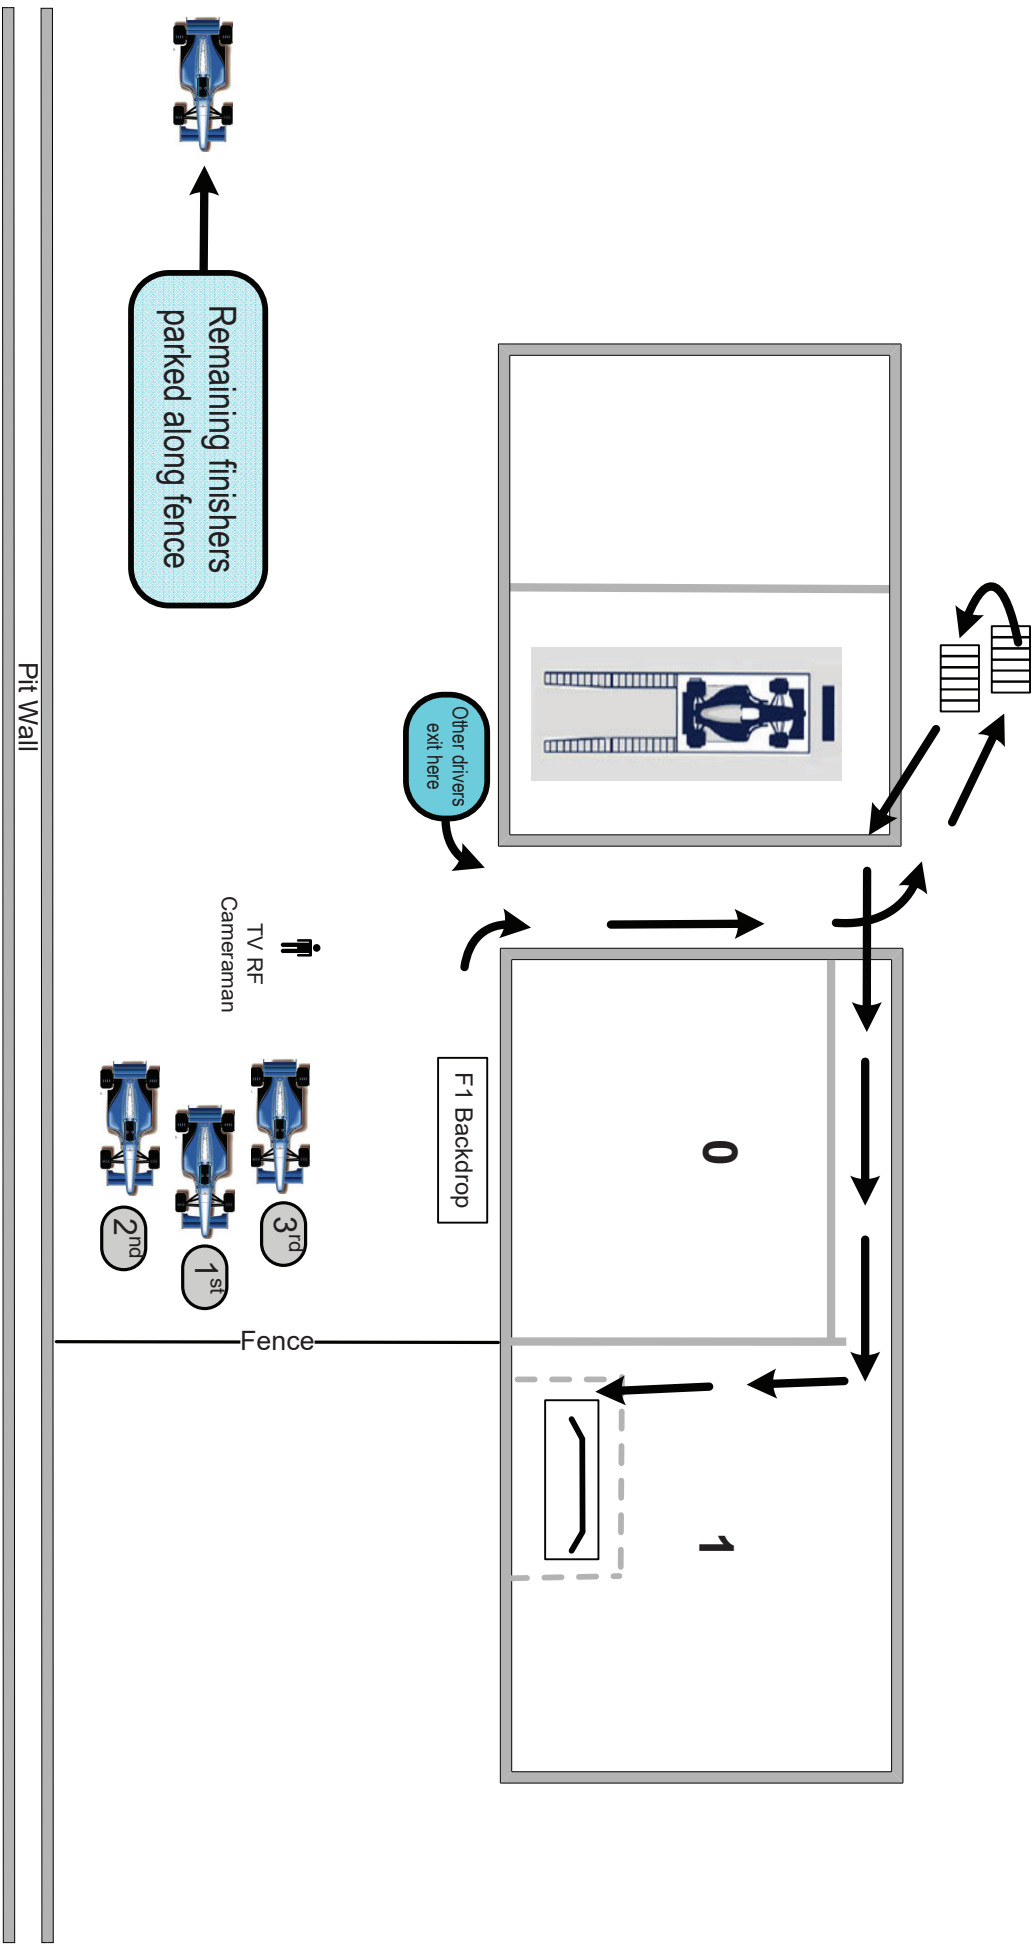 Remaining finishers
parked along fence
Pit Wall
Other drivers
exit here
TV RF
Cameraman
F1 Backdrop
0
3rd
2nd
1st
Fence
1